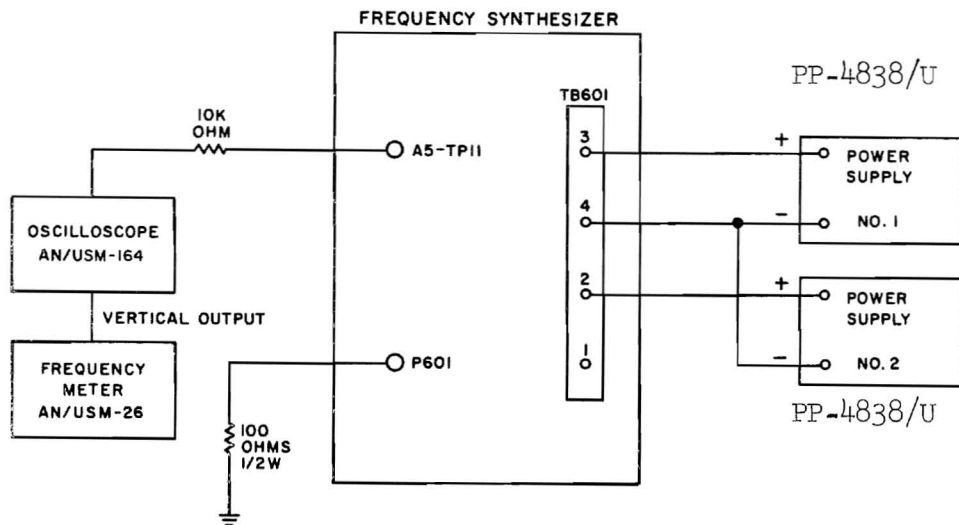 FREQUENCY SYNTHESIZER
PP-4838/U
TB601
10K
OHM
A5-TP11
3
+
POWER
SUPPLY
4
-
NO. 1
OSCILLOSCOPE
AN/USM-164
2
+
POWER
SUPPLY
VERTICAL OUTPUT
FREQUENCY
METER
AN/USM-26
P601
1
-
NO. 2
PP-4838/U
100
OHMS
1/2W